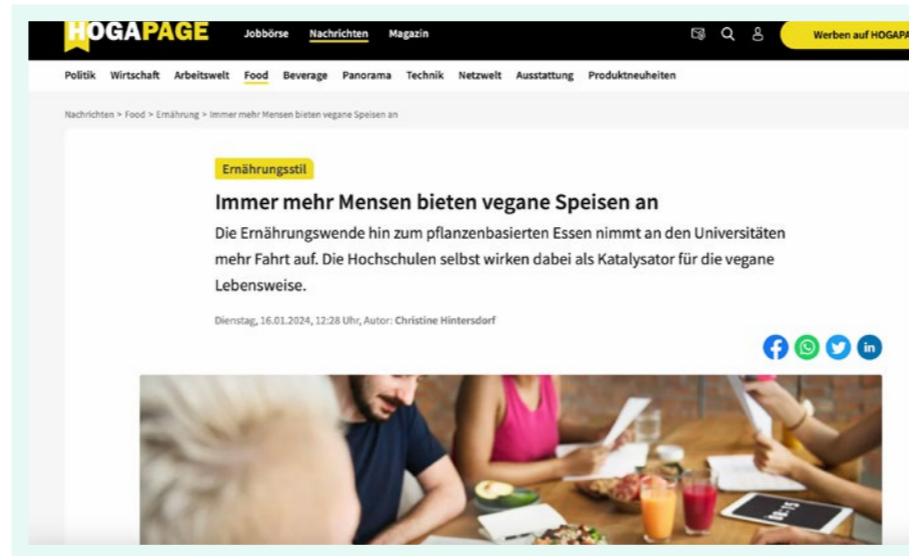 HOGAPAGE Jobbörse Nachrichten Magazin Werben auf HOGAPA
Politik Wirtschaft Arbeitswelt Food Beverage Panorama Technik Netzwelt Ausstattung Produktneuheiten
Nachrichten > Food > Ernährung > Immer mehr Mensen bieten vegane Speisen an
Ernährungsstil
Immer mehr Mensen bieten vegane Speisen an
Die Ernährungswende hin zum pflanzenbasierten Essen nimmt an den Universitäten
mehr Fahrt auf. Die Hochschulen selbst wirken dabei als Katalysator für die vegane
Lebensweise.
Dienstag, 16.01.2024, 12:28 Uhr, Autor: Christine Hintersdorf
in